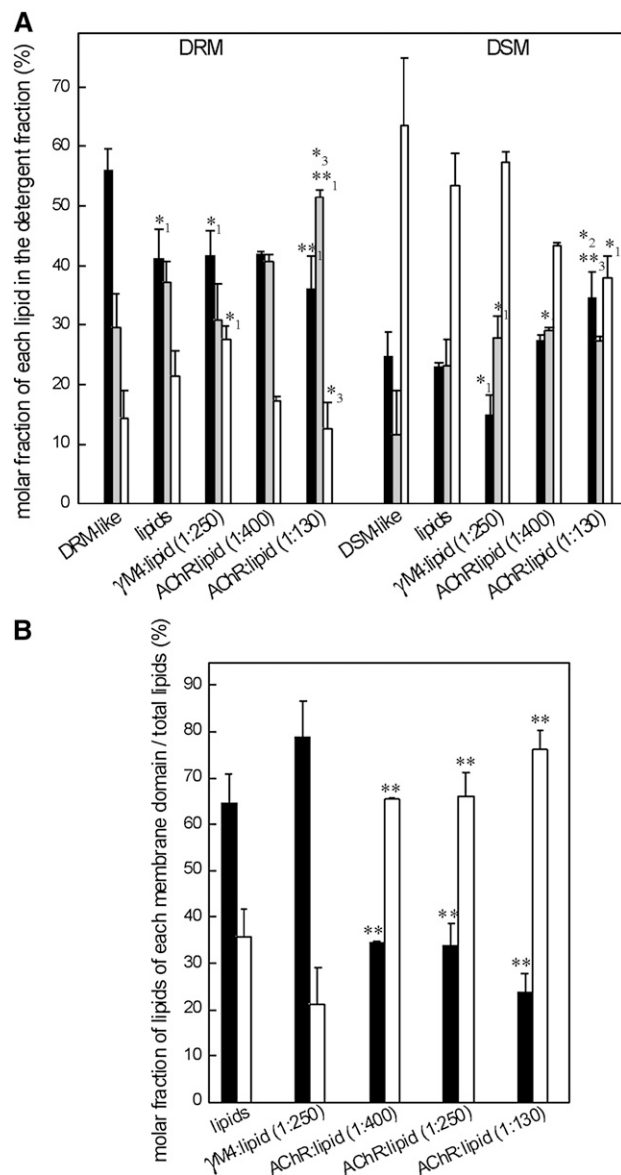 A
DRM
DSM
molar fraction of each lipid in the detergent fraction (%)
70
60
50
40
30
20
10
0
*1
*1
*1
**1
*3
**1
*3
*1
*1
*1
*2
**3
*1
DRM-like
lipids
γM4:lipid (1:250)
AChR:lipid (1:400)
AChR:lipid (1:130)
DSM-like
lipids
γM4:lipid (1:250)
AChR:lipid (1:400)
AChR:lipid (1:130)
B
molar fraction of lipids of each membrane domain / total lipids (%)
90
80
70
60
50
40
30
20
10
0
**
**
**
**
**
**
lipids
γM4:lipid (1:250)
AChR:lipid (1:400)
AChR:lipid (1:250)
AChR:lipid (1:130)